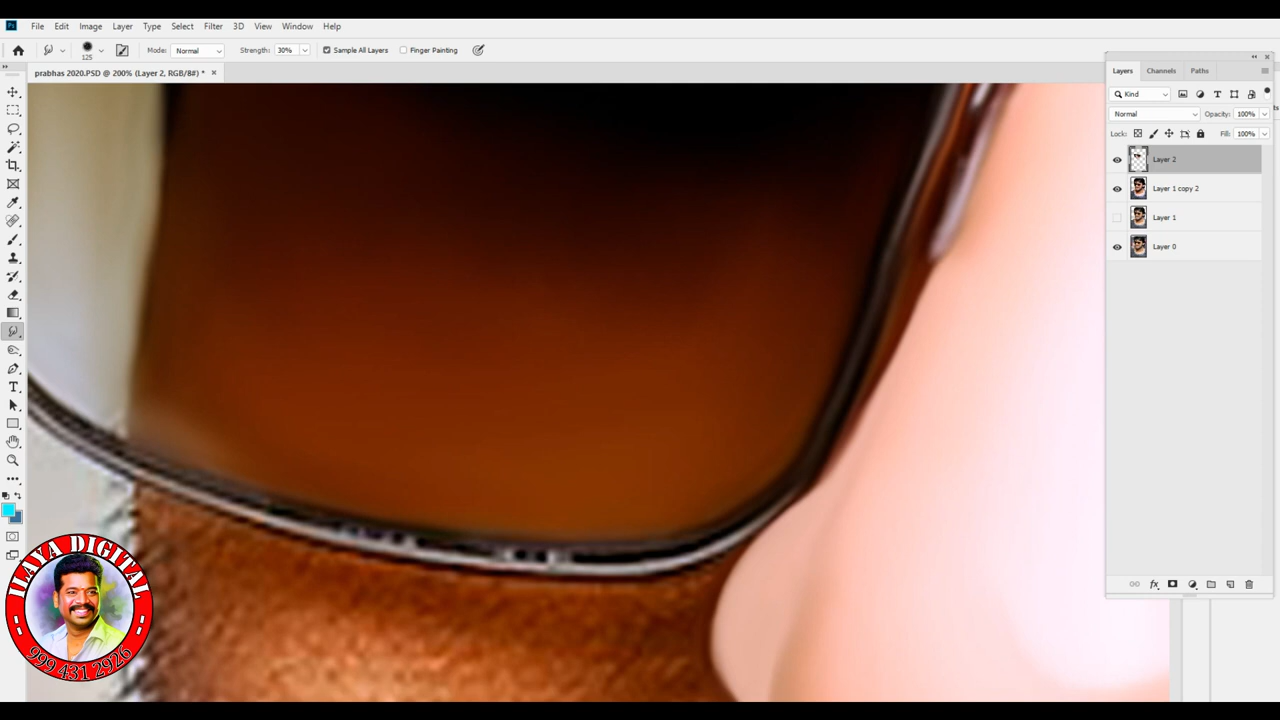 Ps File Edit Image Layer Type Select Filter 3D View Window Help
125 Mode: Normal Strength: 30% Sample All Layers Finger Painting
prabhas 2020.PSD @ 200% (Layer 2, RGB/8#) * ×
Layers Channels Paths
Kind
Normal Opacity: 100%
Lock: Fill: 100%
Layer 2
Layer 1 copy 2
Layer 1
Layer 0
fx
ILAYA DIGITAL
999 431 2926